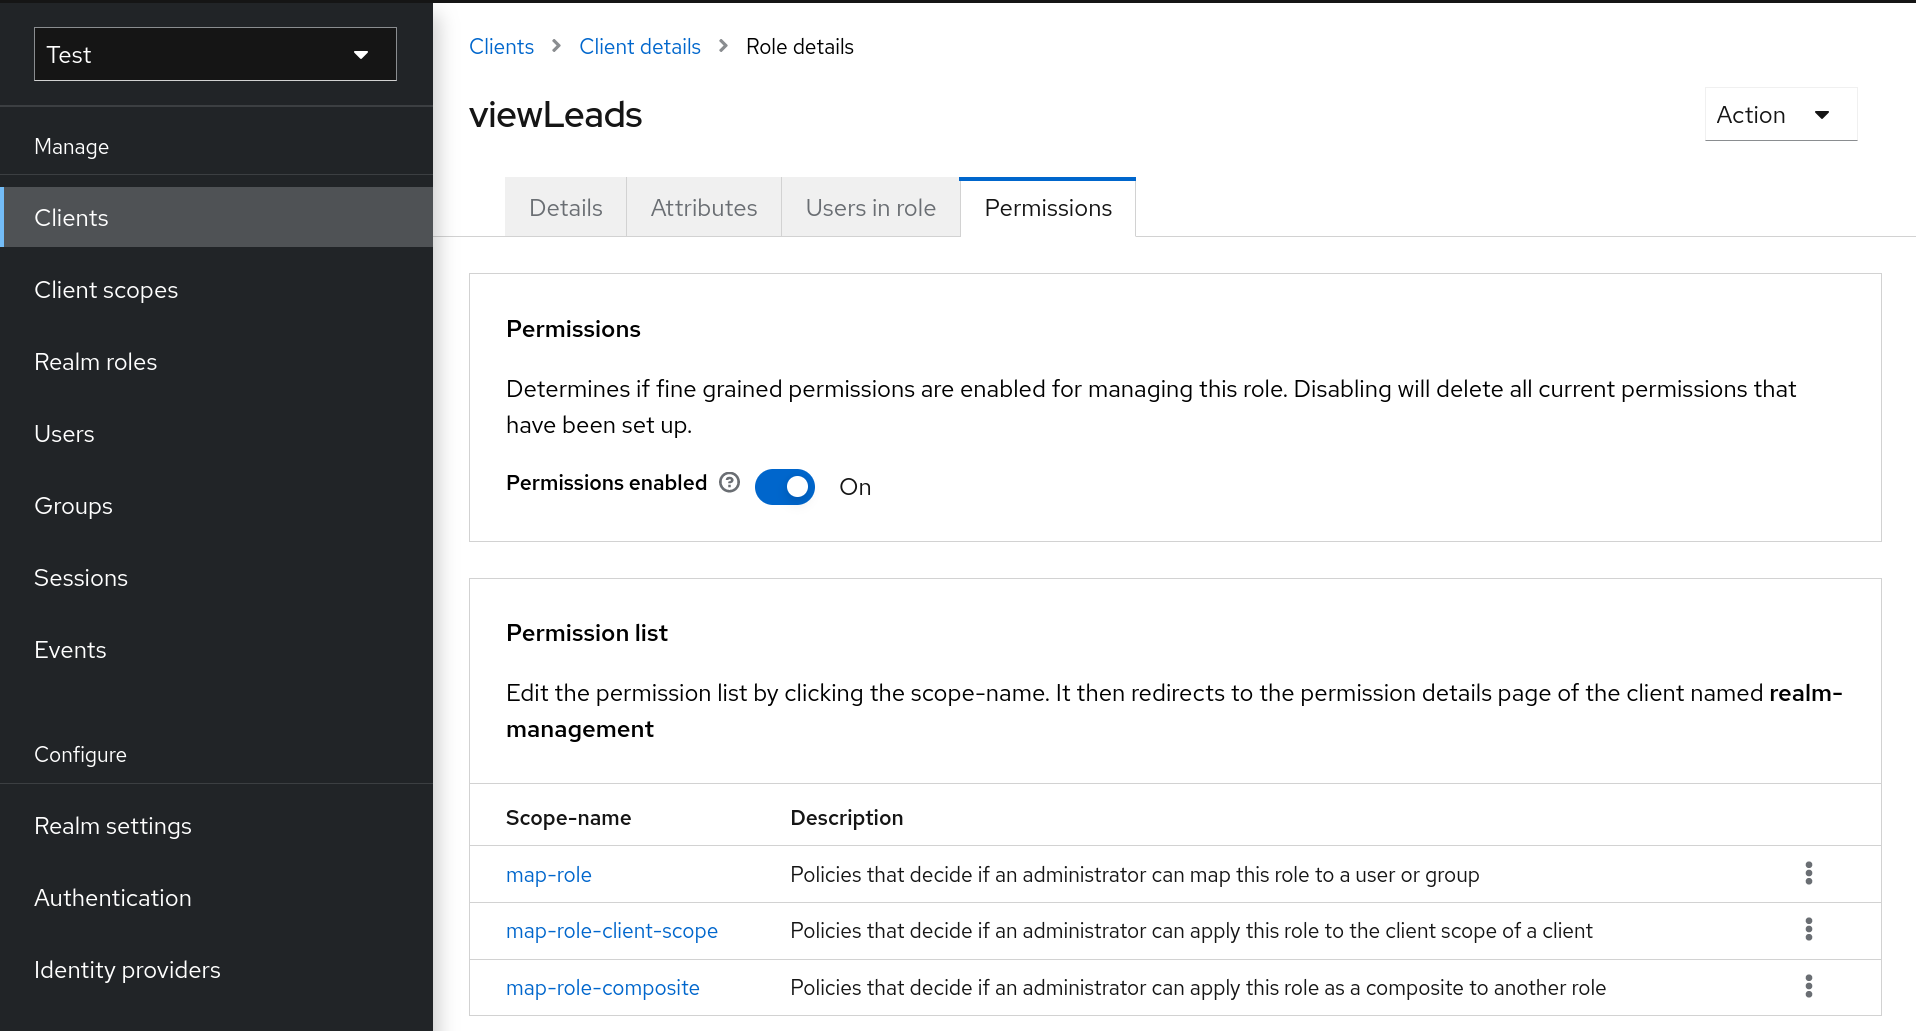 Test
Manage
Clients
Client scopes
Realm roles
Users
Groups
Sessions
Events
Configure
Realm settings
Authentication
Identity providers
Clients > Client details > Role details
viewLeads
Action
Details Attributes Users in role Permissions
Permissions
Determines if fine grained permissions are enabled for managing this role. Disabling will delete all current permissions that
have been set up.
Permissions enabled ? On
Permission list
Edit the permission list by clicking the scope-name. It then redirects to the permission details page of the client named realm-
management
Scope-name Description
map-role Policies that decide if an administrator can map this role to a user or group
map-role-client-scope Policies that decide if an administrator can apply this role to the client scope of a client
map-role-composite Policies that decide if an administrator can apply this role as a composite to another role